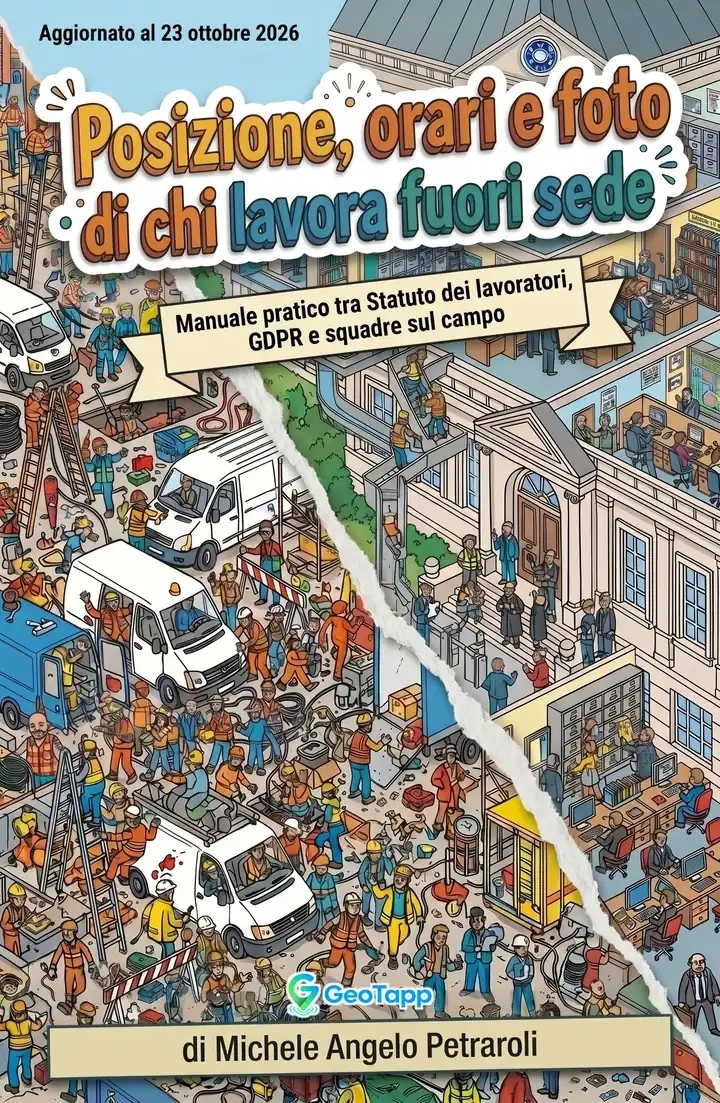 Aggiornato al 23 ottobre 2026
Posizione, orari e foto
di chi lavora fuori sede
Manuale pratico tra Statuto dei lavoratori,
GDPR e squadre sul campo
GeoTapp
di Michele Angelo Petraroli